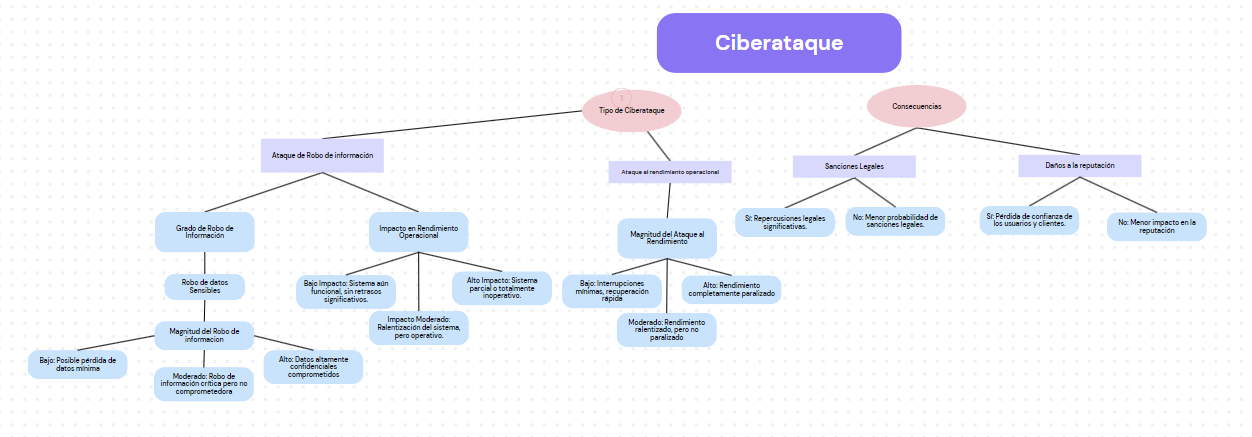 Ciberataque
1
Tipo de Ciberataque
Consecuencias
Ataque de Robo de información
Ataque al rendimiento operacional
Sanciones Legales
Daños a la reputación
Grado de Robo de
Información
Impacto en Rendimiento
Operacional
Magnitud del Ataque al
Rendimiento
Sí: Repercusiones legales
significativas.
No: Menor probabilidad de
sanciones legales.
Sí: Pérdida de confianza de
los usuarios y clientes.
No: Menor impacto en la
reputación
Robo de datos
Sensibles
Bajo Impacto: Sistema aún
funcional, sin retrasos
significativos.
Alto Impacto: Sistema
parcial o totalmente
inoperativo.
Bajo: Interrupciones
mínimas, recuperación
rápida
Alto: Rendimiento
completamente paralizado
Impacto Moderado:
Ralentización del sistema,
pero operativo.
Moderado: Rendimiento
ralentizado, pero no
paralizado
Magnitud del Robo de
informacion
Bajo: Posible pérdida de
datos mínima
Moderado: Robo de
información crítica pero no
comprometedora
Alto: Datos altamente
confidenciales
comprometidos